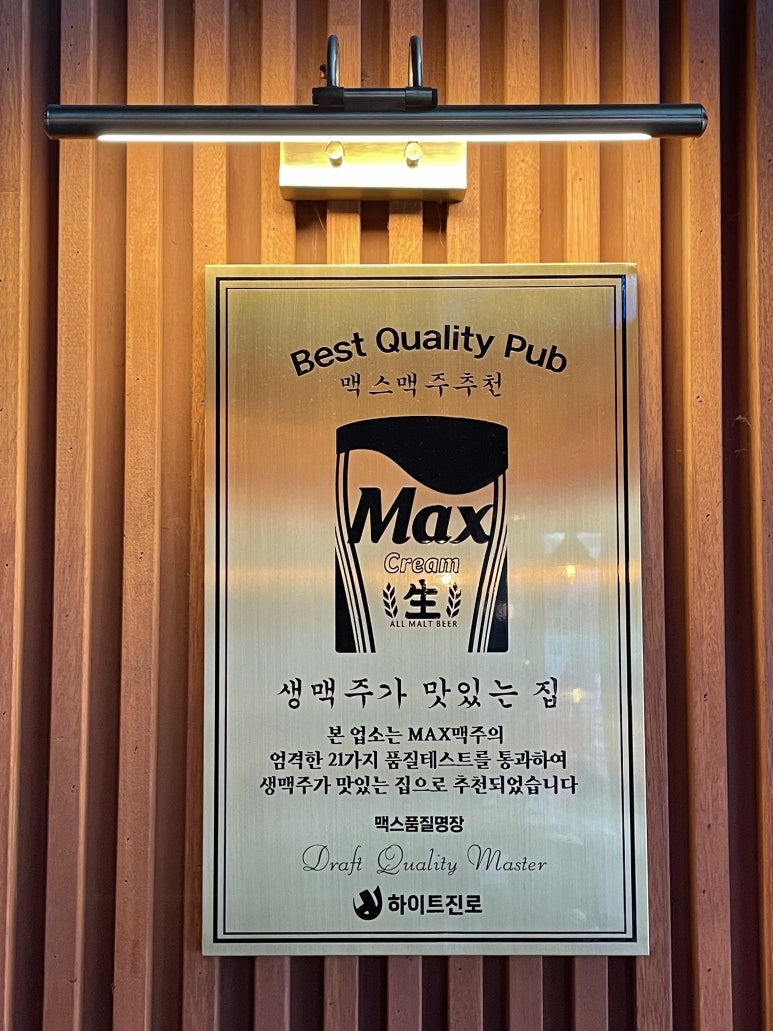 Best Quality Pub
맥스맥주추천
Max
Cream
生
ALL MALT BEER
생맥주가 맛있는 집
본 업소는 MAX맥주의
엄격한 21가지 품질테스트를 통과하여
생맥주가 맛있는 집으로 추천되었습니다
맥스품질명장
Draft Quality Master
하이트진로